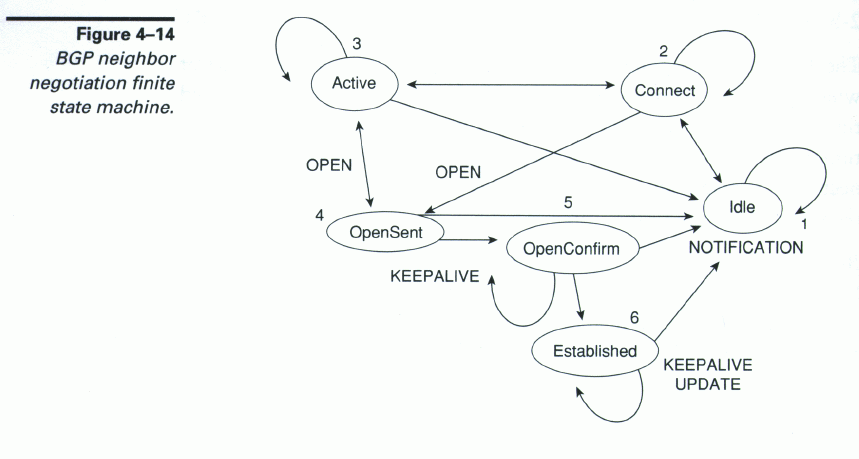 Figure 4–14
BGP neighbor
negotiation finite
state machine.
3
2
Active
Connect
OPEN
OPEN
5
Idle
4
1
OpenSent
NOTIFICATION
OpenConfirm
KEEPALIVE
6
Established
KEEPALIVE
UPDATE